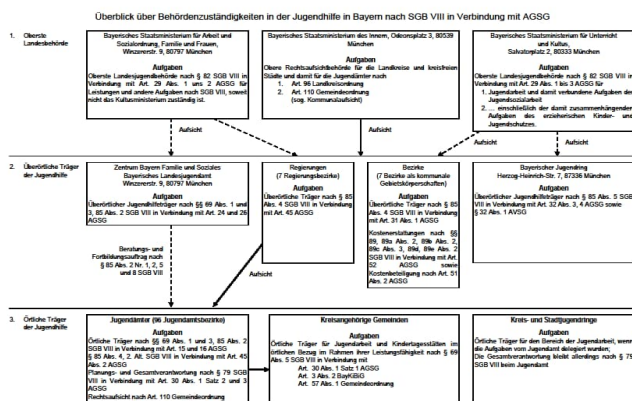 Überblick über Behördenzuständigkeiten in der Jugendhilfe in Bayern nach SGB VIII in Verbindung mit AGSG
1. Oberste
Landesbehörde
Bayerisches Staatsministerium für Arbeit und
Sozialordnung, Familie und Frauen,
Winzererstr. 9, 80797 München
Aufgaben
Oberste Landesjugendbehörde nach § 82 SGB VIII in
Verbindung mit Art. 29 Abs. 1 uns 2 AGSG für
Leistungen und andere Aufgaben nach SGB VIII, soweit
nicht das Kultusministerium zuständig ist.
Bayerisches Staatsministerium des Innern, Odeonsplatz 3, 80539
München
Aufgaben
Obere Rechtsaufsichtbehörde für die Landkreise und kreisfreien
Städte und damit für die Jugendämter nach
1. Art. 96 Landkreisordnung
2. Art. 110 Gemeindeordnung
(sog. Kommunalaufsicht)
Bayerisches Staatsministerium für Unterricht
und Kultus,
Salvatorplatz 2, 80333 München
Aufgaben
Oberste Landesjugendbehörde nach § 82 SGB VIII in
Verbindung mit Art. 29 Abs. 1 bis 3 AGSG für
1. Jugendarbeit und damit verbundene Aufgaben der
Jugendsozialarbeit
2. ... einschließlich der damit zusammenhängenden
Aufgaben des erzieherischen Kinder- und
Jugendschutzes.
Aufsicht
Aufsicht
Aufsicht
2. Überörtliche Träger
der Jugendhilfe
Zentrum Bayern Familie und Soziales
Bayerisches Landesjugendamt
Winzererstr. 9, 80797 München
Aufgaben
Überörtlicher Jugendhilfeträger nach §§ 69 Abs. 1 und
3, 85 Abs. 2 SGB VIII in Verbindung mit Art. 24 und 26
AGSG
Regierungen
(7 Regierungsbezirke)
Aufgaben
Überörtliche Träger nach § 85
Abs. 4 SGB VIII in Verbindung
mit Art. 45 AGSG
Bezirke
(7 Bezirke als kommunale
Gebietskörperschaften)
Aufgaben
Überörtliche Träger nach § 85
Abs. 4 SGB VIII in Verbindung
mit Art. 31 Abs. 1 AGSG
Kostenerstattungen nach §§
89, 89a Abs. 2, 89b Abs. 2,
89c Abs. 3, 89d, 89e Abs. 2
SGB VIII in Verbindung mit Art.
52 AGSG sowie
Kostenbeteiligung nach Art. 51
Abs. 2 AGSG
Bayerischer Jugendring
Herzog-Heinrich-Str. 7, 87336 München
Aufgaben
Überörtlicher Jugendhilfeträger nach § 85 Abs. 5 SGB
VIII in Verbindung mit Art. 32 Abs. 3, 4 AGSG sowie
§ 32 Abs. 1 AVSG
Beratungs- und
Fortbildungsauftrag nach
§ 85 Abs. 2 Nr. 1, 2, 5
und 8 SGB VIII
Aufsicht
3. Örtliche Träger
der Jugendhilfe
Jugendämter (96 Jugendamtsbezirke)
Aufgaben
Örtliche Träger nach §§ 69 Abs. 1 und 3, 85 Abs. 2
SGB VIII in Verbindung mit Art. 15 und 16 AGSG
§ 85 Abs. 4, 2. Alt. SGB VIII in Verbindung mit Art. 45
Abs. 2 AGSG
Planungs- und Gesamtverantwortung nach § 79 SGB
VIII in Verbindung mit Art. 30 Abs. 1 Satz 2 und 3
AGSG
Rechtsaufsicht nach Art. 110 Gemeindeordnung
Kreisangehörige Gemeinden
Aufgaben
Örtliche Träger für Jugendarbeit und Kindertagesstätten im
örtlichen Bezug im Rahmen ihrer Leistungsfähigkeit nach § 69
Abs. 5 SGB VIII in Verbindung mit
Art. 30 Abs. 1 Satz 1 AGSG
Art. 3 Abs. 2 BayKiBiG
Art. 57 Abs. 1 Gemeindeordnung
Kreis- und Stadtjugendringe
Aufgaben
Örtliche Träger für den Bereich der Jugendarbeit, wenn
die Aufgaben vom Jugendamt delegiert wurden;
Die Gesamtverantwortung bleibt allerdings nach § 79
SGB VIII beim Jugendamt